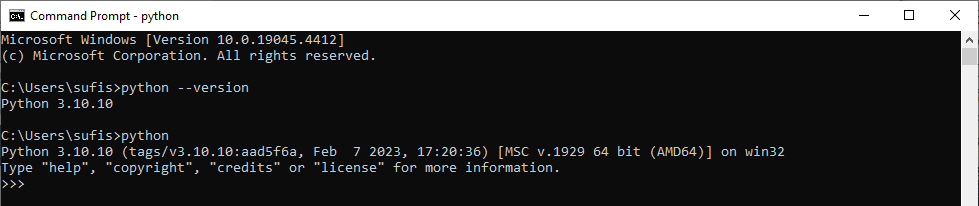 Command Prompt - python
Microsoft Windows [Version 10.0.19045.4412]
(c) Microsoft Corporation. All rights reserved.
C:\Users\sufis>python --version
Python 3.10.10
C:\Users\sufis>python
Python 3.10.10 (tags/v3.10.10:aad5f6a, Feb  7 2023, 17:20:36) [MSC v.1929 64 bit (AMD64)] on win32
Type "help", "copyright", "credits" or "license" for more information.
>>>